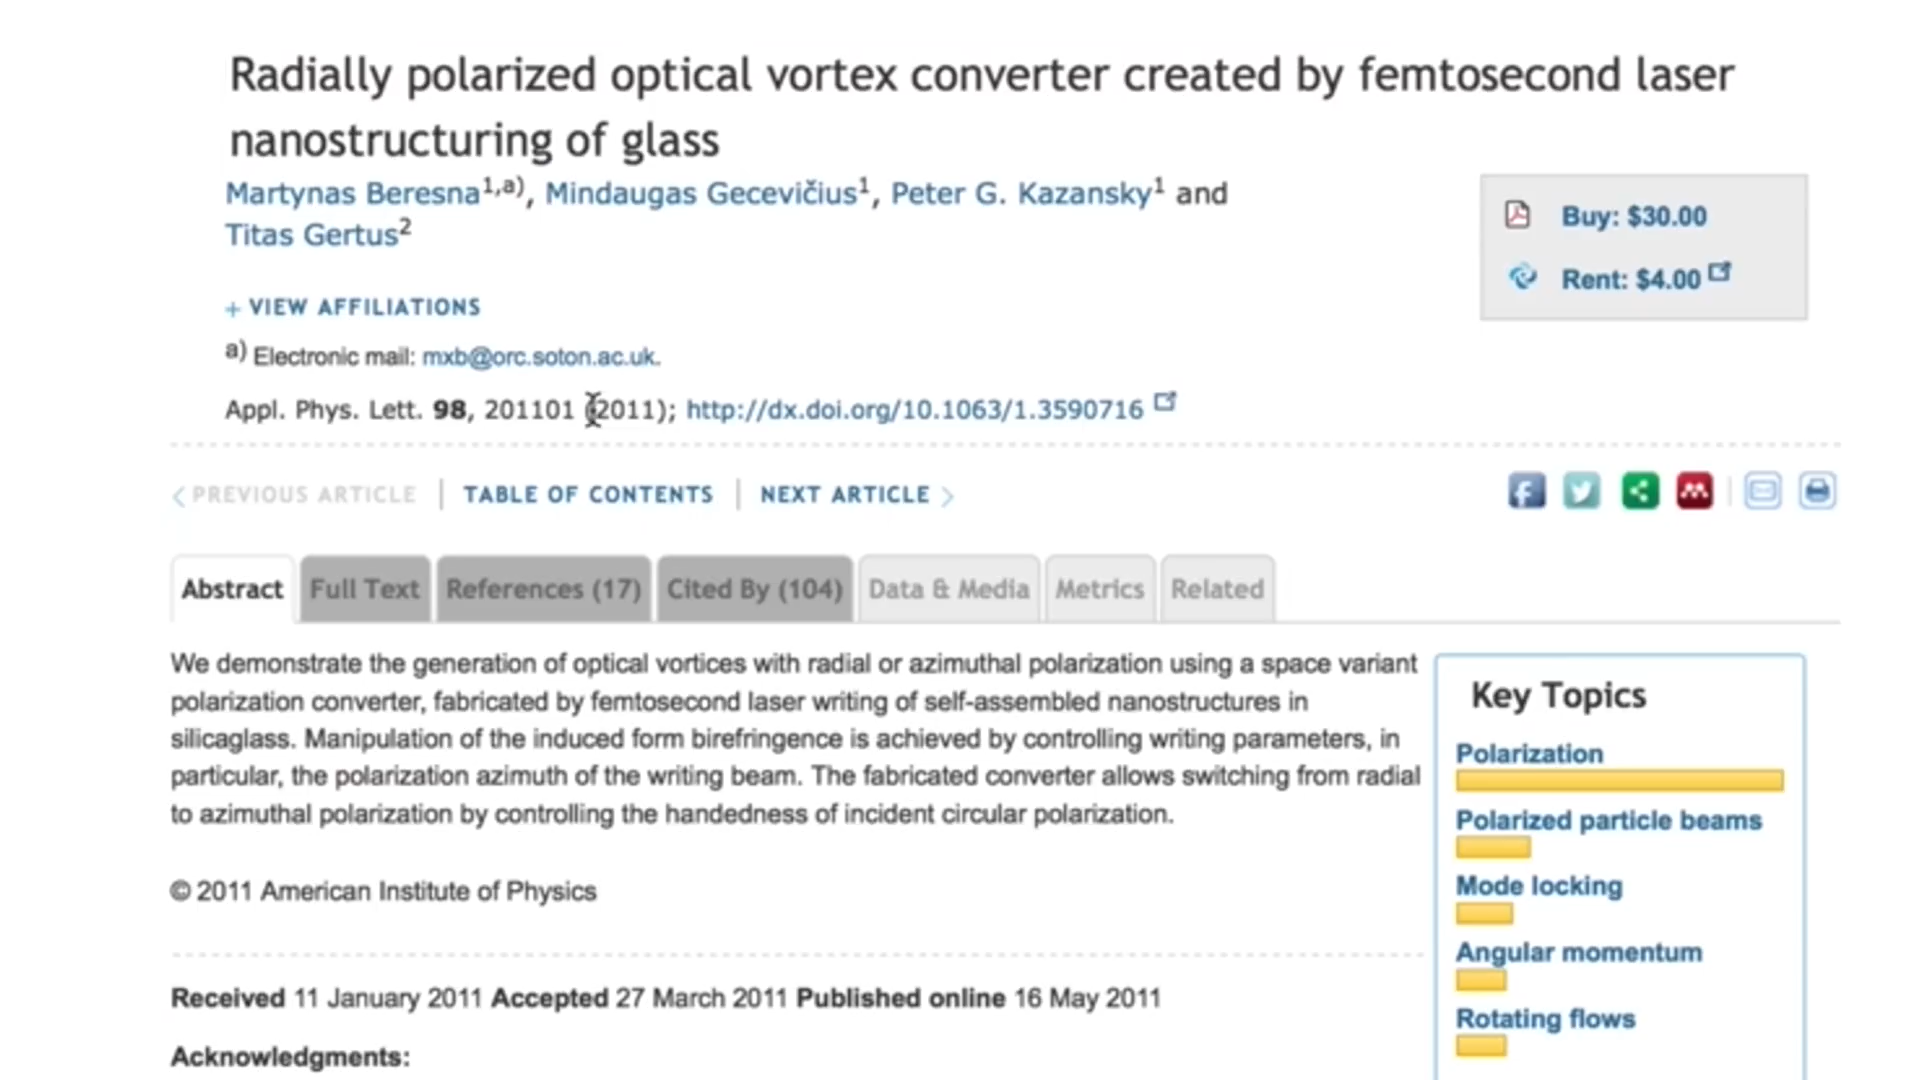 Radially polarized optical vortex converter created by femtosecond laser
nanostructuring of glass
Martynas Beresna1,a), Mindaugas Gecevičius1, Peter G. Kazansky1 and
Titas Gertus2
Buy: $30.00
Rent: $4.00
+ VIEW AFFILIATIONS
a) Electronic mail: mxb@orc.soton.ac.uk.
Appl. Phys. Lett. 98, 201101 (2011); http://dx.doi.org/10.1063/1.3590716
PREVIOUS ARTICLE | TABLE OF CONTENTS | NEXT ARTICLE
Abstract Full Text References (17) Cited By (104) Data & Media Metrics Related
We demonstrate the generation of optical vortices with radial or azimuthal polarization using a space variant
polarization converter, fabricated by femtosecond laser writing of self-assembled nanostructures in
silicaglass. Manipulation of the induced form birefringence is achieved by controlling writing parameters, in
particular, the polarization azimuth of the writing beam. The fabricated converter allows switching from radial
to azimuthal polarization by controlling the handedness of incident circular polarization.
© 2011 American Institute of Physics
Received 11 January 2011 Accepted 27 March 2011 Published online 16 May 2011
Acknowledgments:
Key Topics
Polarization
Polarized particle beams
Mode locking
Angular momentum
Rotating flows